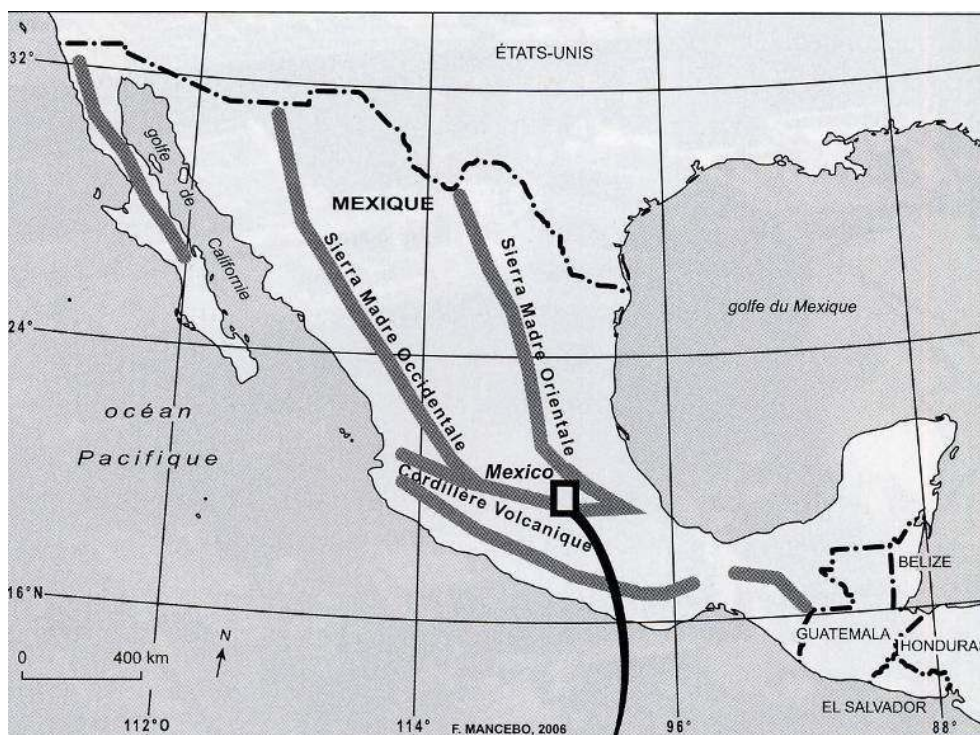 ÉTATS-UNIS
32°
golfe de
Californie
MEXIQUE
Sierra Madre Occidentale
Sierra Madre Orientale
golfe du Mexique
24°
océan
Pacifique
Mexico
Cordillère Volcanique
BELIZE
16°N
GUATEMALA
HONDURAS
N
0 400 km
EL SALVADOR
112°O
114
F. MANCEBO, 2006
96
88°